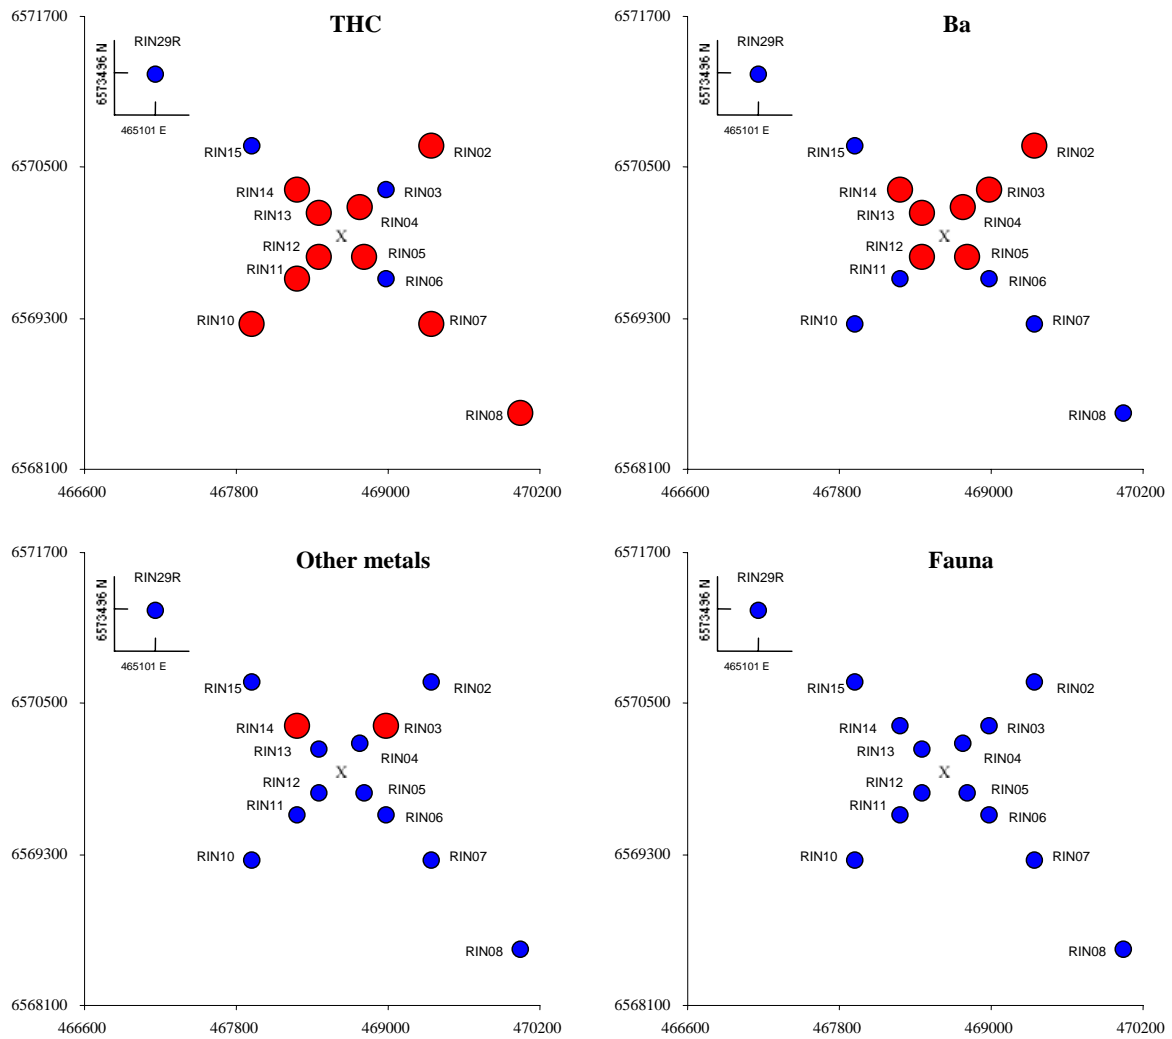 THC
6571700
RIN29R
6573496 N
465101 E
RIN15
RIN02
6570500
RIN14
RIN03
RIN13
RIN04
X
RIN12
RIN05
RIN11
RIN06
RIN10
RIN07
6569300
RIN08
6568100
466600 467800 469000 470200
Ba
6571700
RIN29R
6573496 N
465101 E
RIN15
RIN02
6570500
RIN14
RIN03
RIN13
RIN04
X
RIN12
RIN05
RIN11
RIN06
RIN10
RIN07
6569300
RIN08
6568100
466600 467800 469000 470200
Other metals
6571700
RIN29R
6573496 N
465101 E
RIN15
RIN02
6570500
RIN14
RIN03
RIN13
RIN04
X
RIN12
RIN05
RIN11
RIN06
RIN10
RIN07
6569300
RIN08
6568100
466600 467800 469000 470200
Fauna
6571700
RIN29R
6573496 N
465101 E
RIN15
RIN02
6570500
RIN14
RIN03
RIN13
RIN04
X
RIN12
RIN05
RIN11
RIN06
RIN10
RIN07
6569300
RIN08
6568100
466600 467800 469000 470200